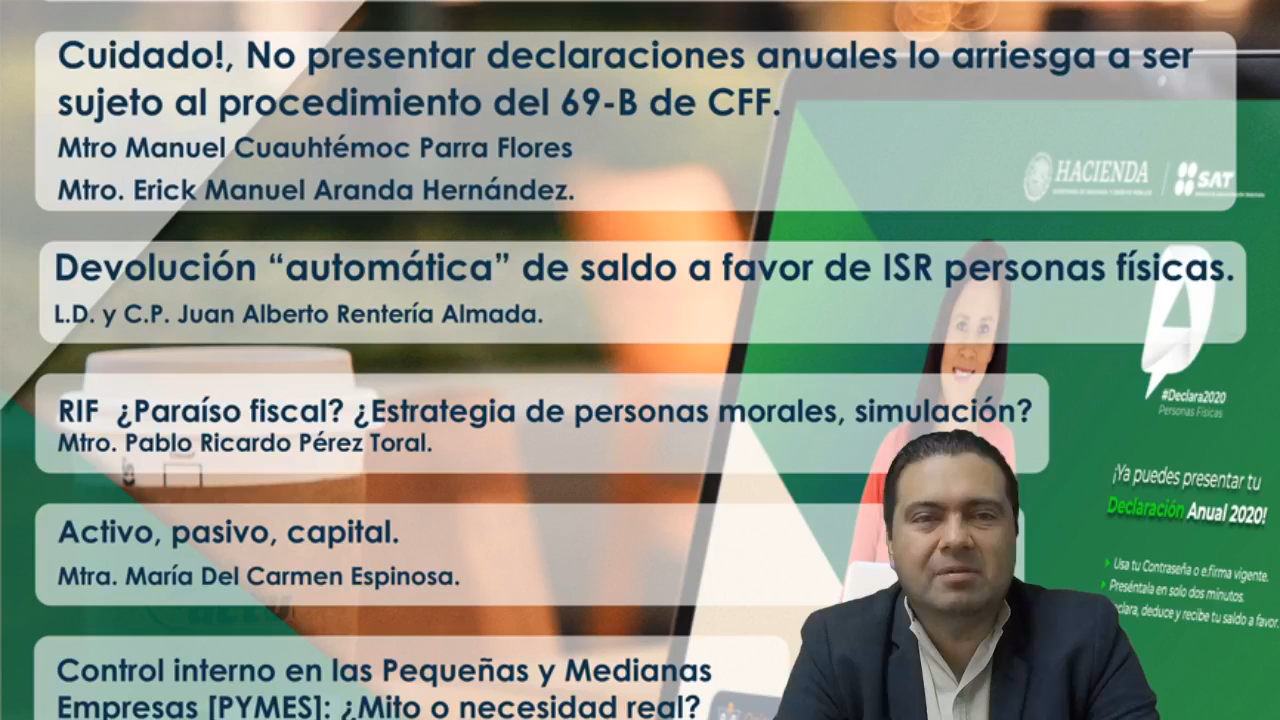 Cuidado!, No presentar declaraciones anuales lo arriesga a ser
sujeto al procedimiento del 69-B de CFF.
Mtro Manuel Cuauhtémoc Parra Flores
Mtro. Erick Manuel Aranda Hernández.
HACIENDA
SAT
Devolución “automática” de saldo a favor de ISR personas físicas.
L.D. y C.P. Juan Alberto Rentería Almada.
#Declara2020
Personas Físicas
RIF ¿Paraíso fiscal? ¿Estrategia de personas morales, simulación?
Mtro. Pablo Ricardo Pérez Toral.
¡Ya puedes presentar tu
Declaración Anual 2020!
Activo, pasivo, capital.
Mtra. María Del Carmen Espinosa.
Usa tu Contraseña o e.firma vigente.
Preséntala en solo dos minutos.
deduce y recibe tu saldo a favor.
Control interno en las Pequeñas y Medianas
Empresas [PYMES]: ¿Mito o necesidad real?